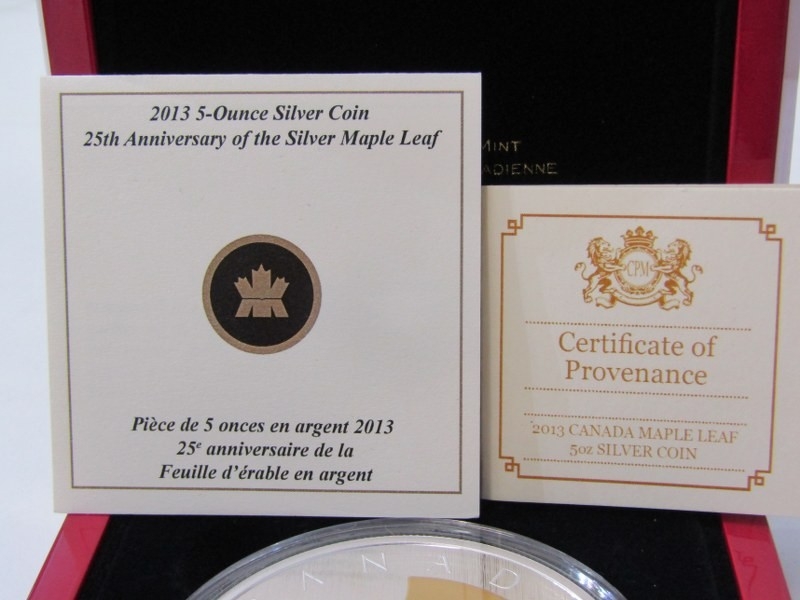 2013 5-Ounce Silver Coin
25th Anniversary of the Silver Maple Leaf
Pièce de 5 onces en argent 2013
25e anniversaire de la
Feuille d'érable en argent
MINT
ADIENNE
CPM
Certificate of
Provenance
2013 CANADA MAPLE LEAF
5oz SILVER COIN
ANAD